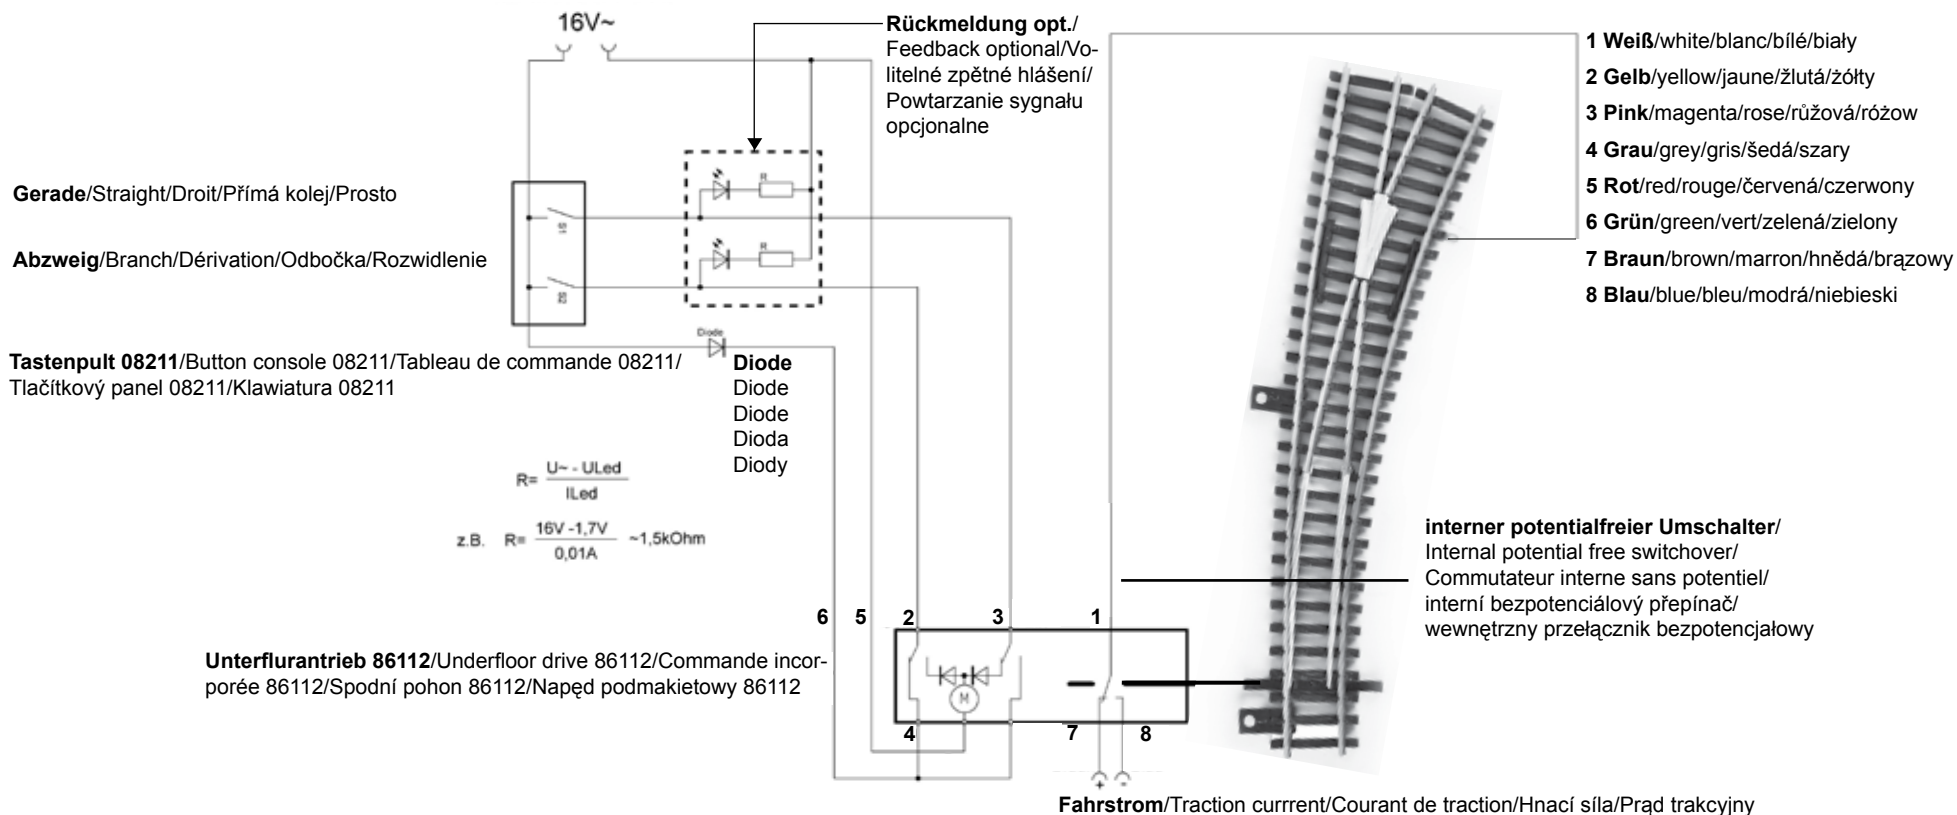 16V~
Rückmeldung opt./
Feedback optional/Vo-
litelné zpětné hlášení/
Powtarzanie sygnału
opcjonalne
1 Weiß/white/blanc/bílé/biały
2 Gelb/yellow/jaune/žlutá/żółty
3 Pink/magenta/rose/růžová/różow
4 Grau/grey/gris/šedá/szary
5 Rot/red/rouge/červená/czerwony
6 Grün/green/vert/zelená/zielony
7 Braun/brown/marron/hnědá/brązowy
8 Blau/blue/bleu/modrá/niebieski
R
Gerade/Straight/Droit/Přímá kolej/Prosto
S1
R
Abzweig/Branch/Dérivation/Odbočka/Rozwidlenie
S2
Diode
Tastenpult 08211/Button console 08211/Tableau de commande 08211/
Tlačítkový panel 08211/Klawiatura 08211
Diode
Diode
Diode
Dioda
Diody
R= U~ - ULed
ILed
z.B. R= 16V -1,7V ~1,5kOhm
0,01A
interner potentialfreier Umschalter/
Internal potential free switchover/
Commutateur interne sans potentiel/
interní bezpotenciálový přepínač/
wewnętrzny przełącznik bezpotencjałowy
6 5 2 3 1
Unterflurantrieb 86112/Underfloor drive 86112/Commande incor-
porée 86112/Spodní pohon 86112/Napęd podmakietowy 86112
M
4 7 8
+ -
Fahrstrom/Traction currrent/Courant de traction/Hnací síla/Prąd trakcyjny